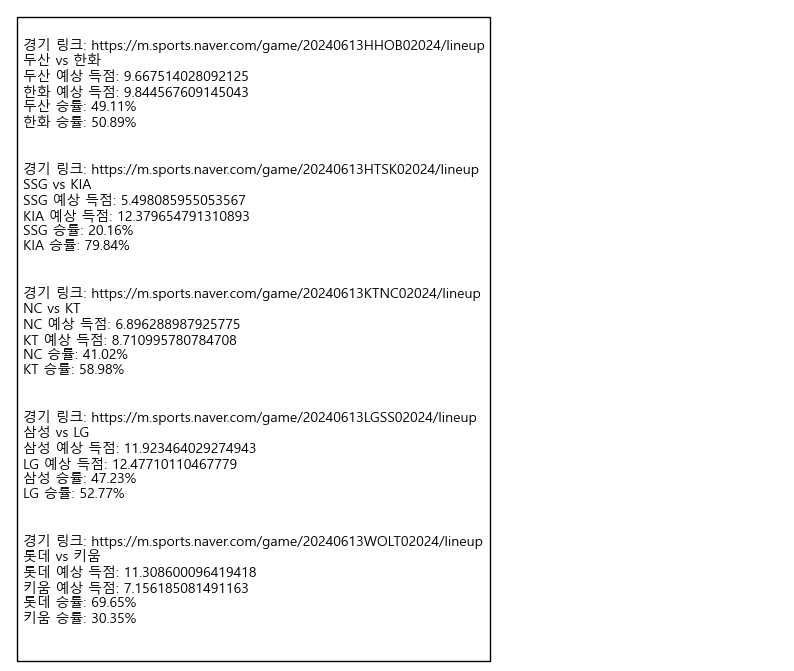 경기 링크: https://m.sports.naver.com/game/20240613HHOB02024/lineup
두산 vs 한화
두산 예상 득점: 9.667514028092125
한화 예상 득점: 9.844567609145043
두산 승률: 49.11%
한화 승률: 50.89%
경기 링크: https://m.sports.naver.com/game/20240613HTSK02024/lineup
SSG vs KIA
SSG 예상 득점: 5.498085955053567
KIA 예상 득점: 12.379654791310893
SSG 승률: 20.16%
KIA 승률: 79.84%
경기 링크: https://m.sports.naver.com/game/20240613KTNC02024/lineup
NC vs KT
NC 예상 득점: 6.896288987925775
KT 예상 득점: 8.710995780784708
NC 승률: 41.02%
KT 승률: 58.98%
경기 링크: https://m.sports.naver.com/game/20240613LGSS02024/lineup
삼성 vs LG
삼성 예상 득점: 11.923464029274943
LG 예상 득점: 12.47710110467779
삼성 승률: 47.23%
LG 승률: 52.77%
경기 링크: https://m.sports.naver.com/game/20240613WOLT02024/lineup
롯데 vs 키움
롯데 예상 득점: 11.308600096419418
키움 예상 득점: 7.156185081491163
롯데 승률: 69.65%
키움 승률: 30.35%